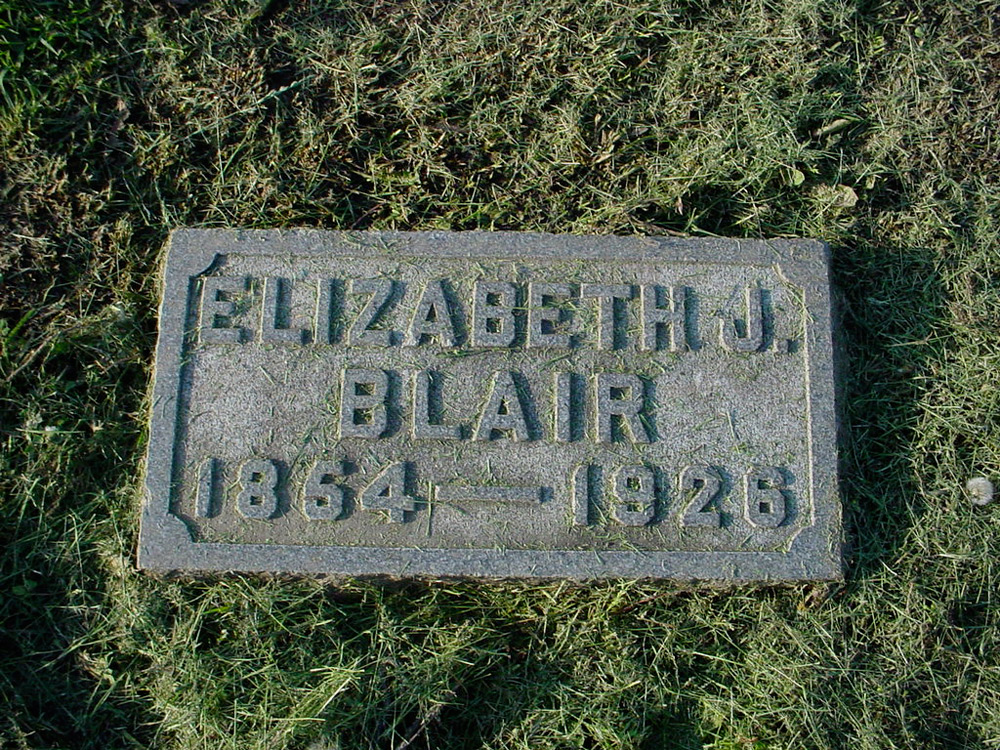 ELIZABETH J.
BLAIR
1864 — 1926